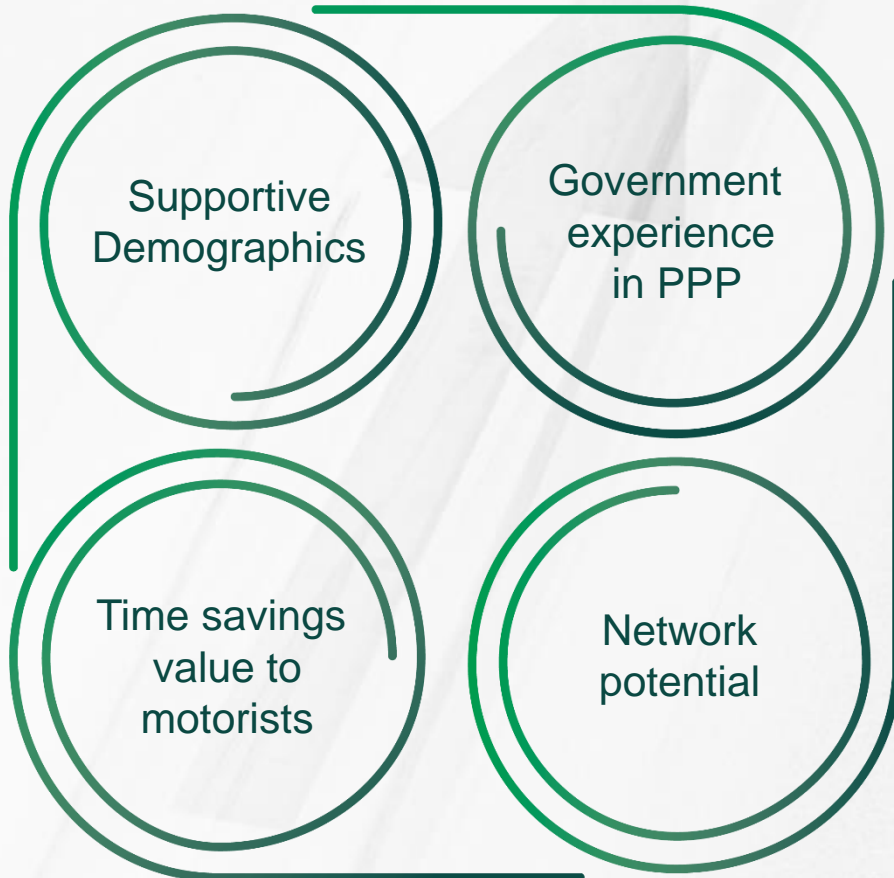 Supportive
Demographics
Government
experience
in PPP
Time savings
value to
motorists
Network
potential